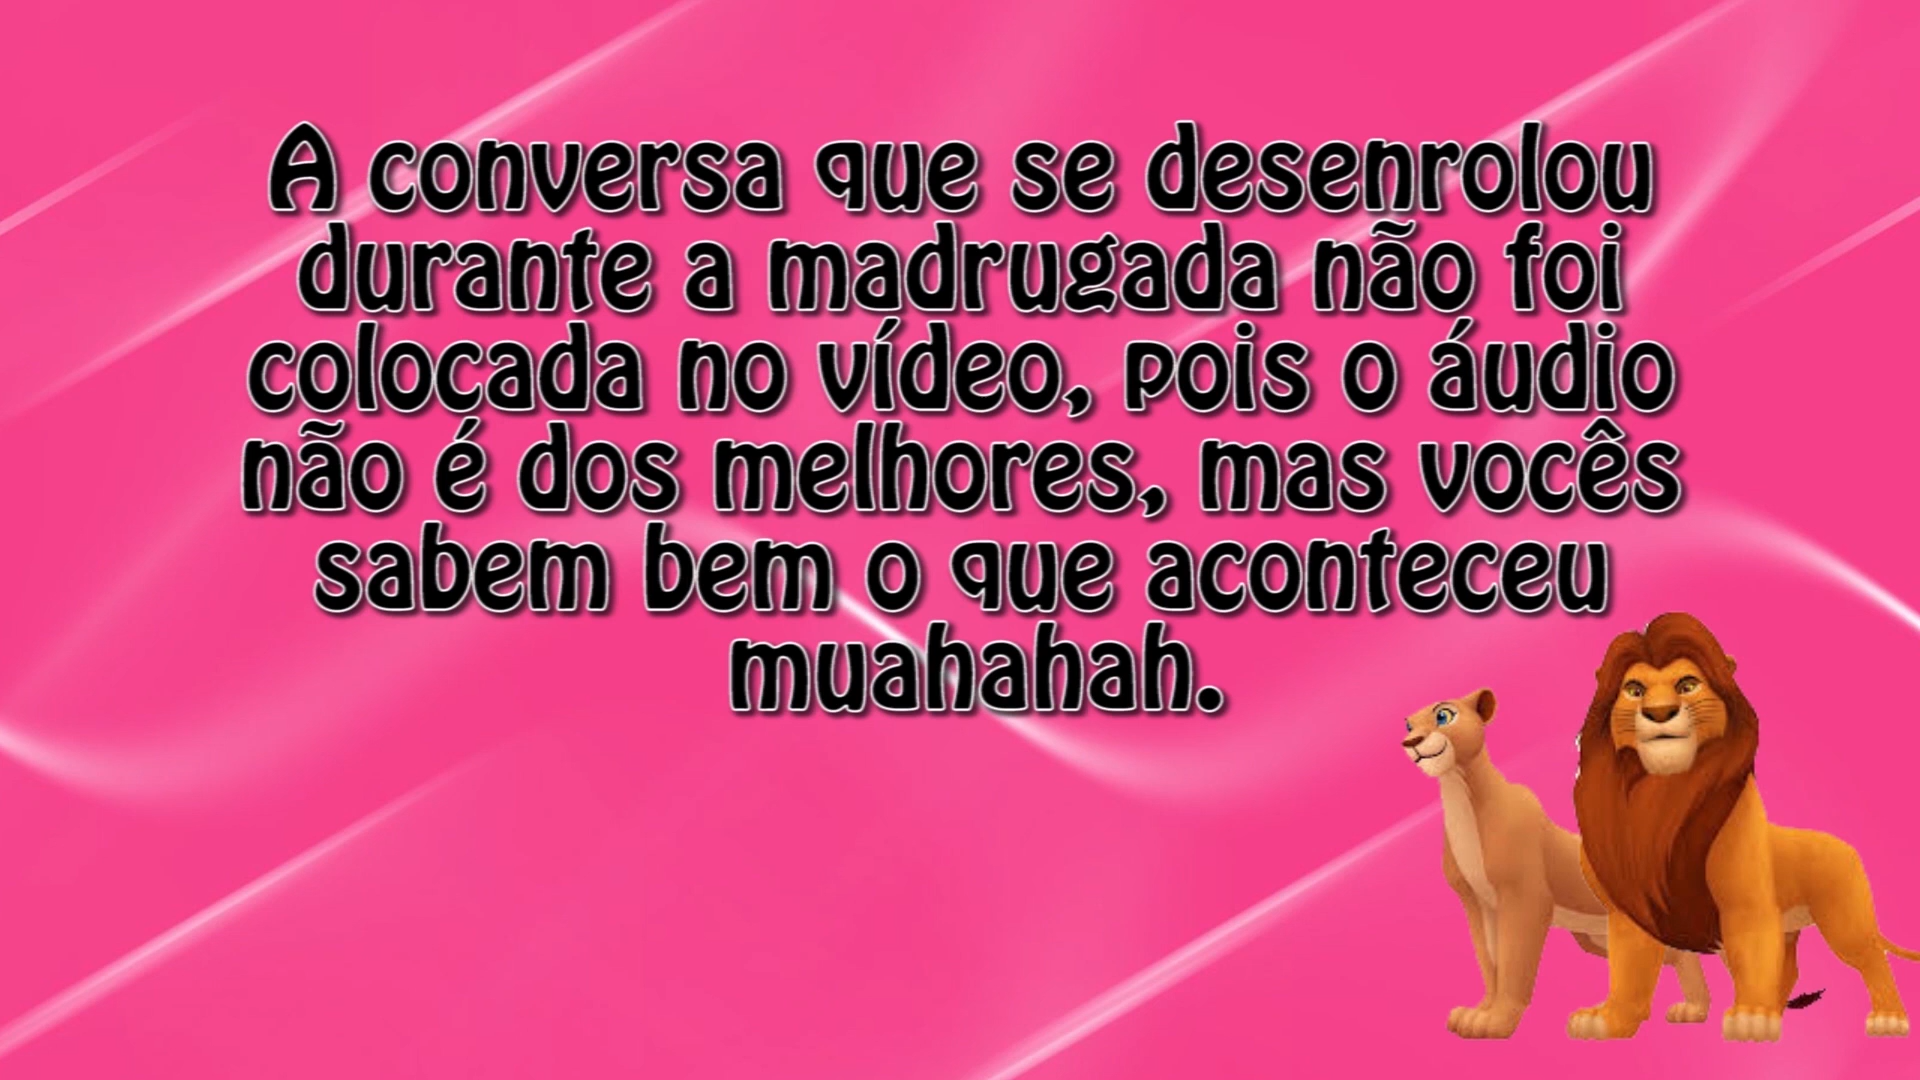 A conversa que se desenrolou
durante a madrugada não foi
colocada no vídeo, pois o áudio
não é dos melhores, mas vocês
sabem bem o que aconteceu
muahahah.